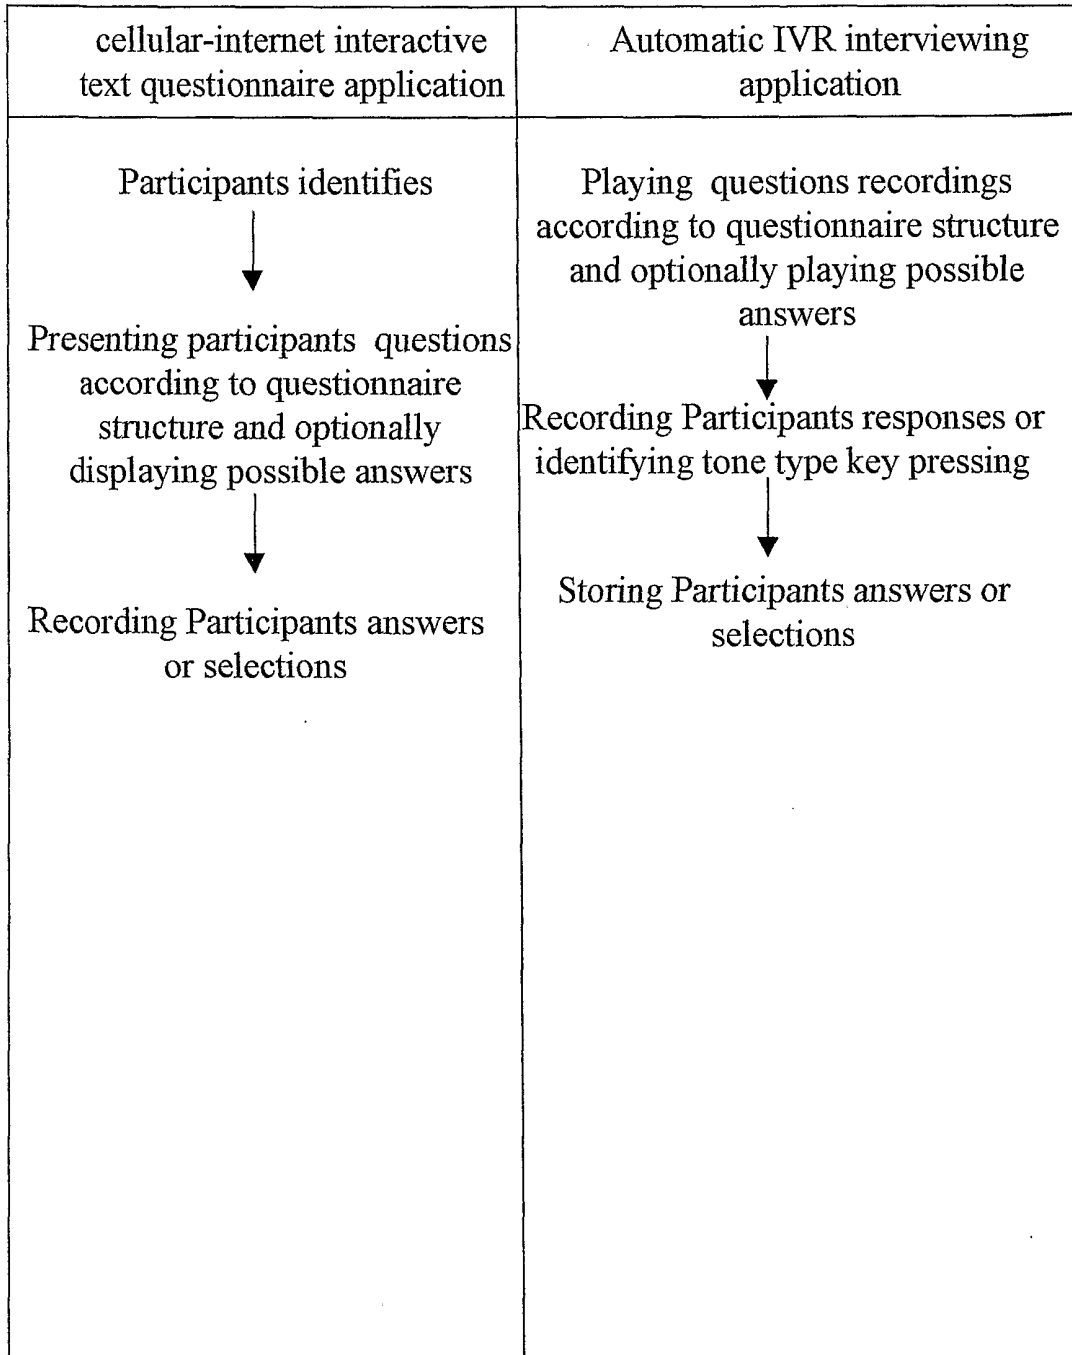 cellular-internet interactive
text questionnaire application
Automatic IVR interviewing
application
Participants identifies
Presenting participants questions
according to questionnaire
structure and optionally
displaying possible answers
Recording Participants answers
or selections
Playing questions recordings
according to questionnaire structure
and optionally playing possible
answers
Recording Participants responses or
identifying tone type key pressing
Storing Participants answers or
selections